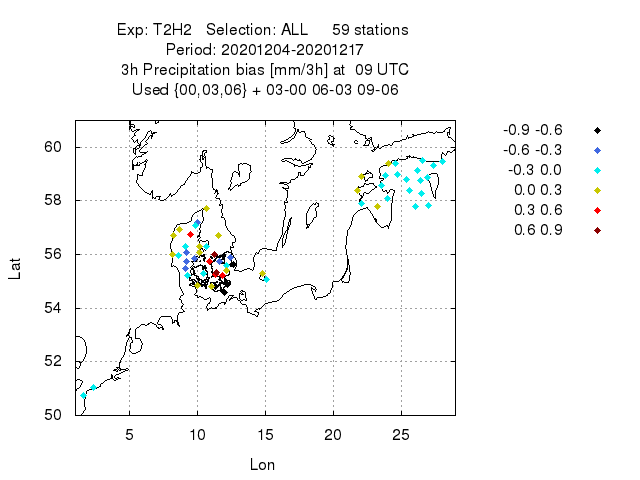 Exp: T2H2 Selection: ALL 59 stations
Period: 20201204-20201217
3h Precipitation bias [mm/3h] at 09 UTC
Used {00,03,06} + 03-00 06-03 09-06
-0.9 -0.6
-0.6 -0.3
-0.3 0.0
0.0 0.3
0.3 0.6
0.6 0.9
60
58
56
54
52
50
Lat
5 10 15 20 25
Lon